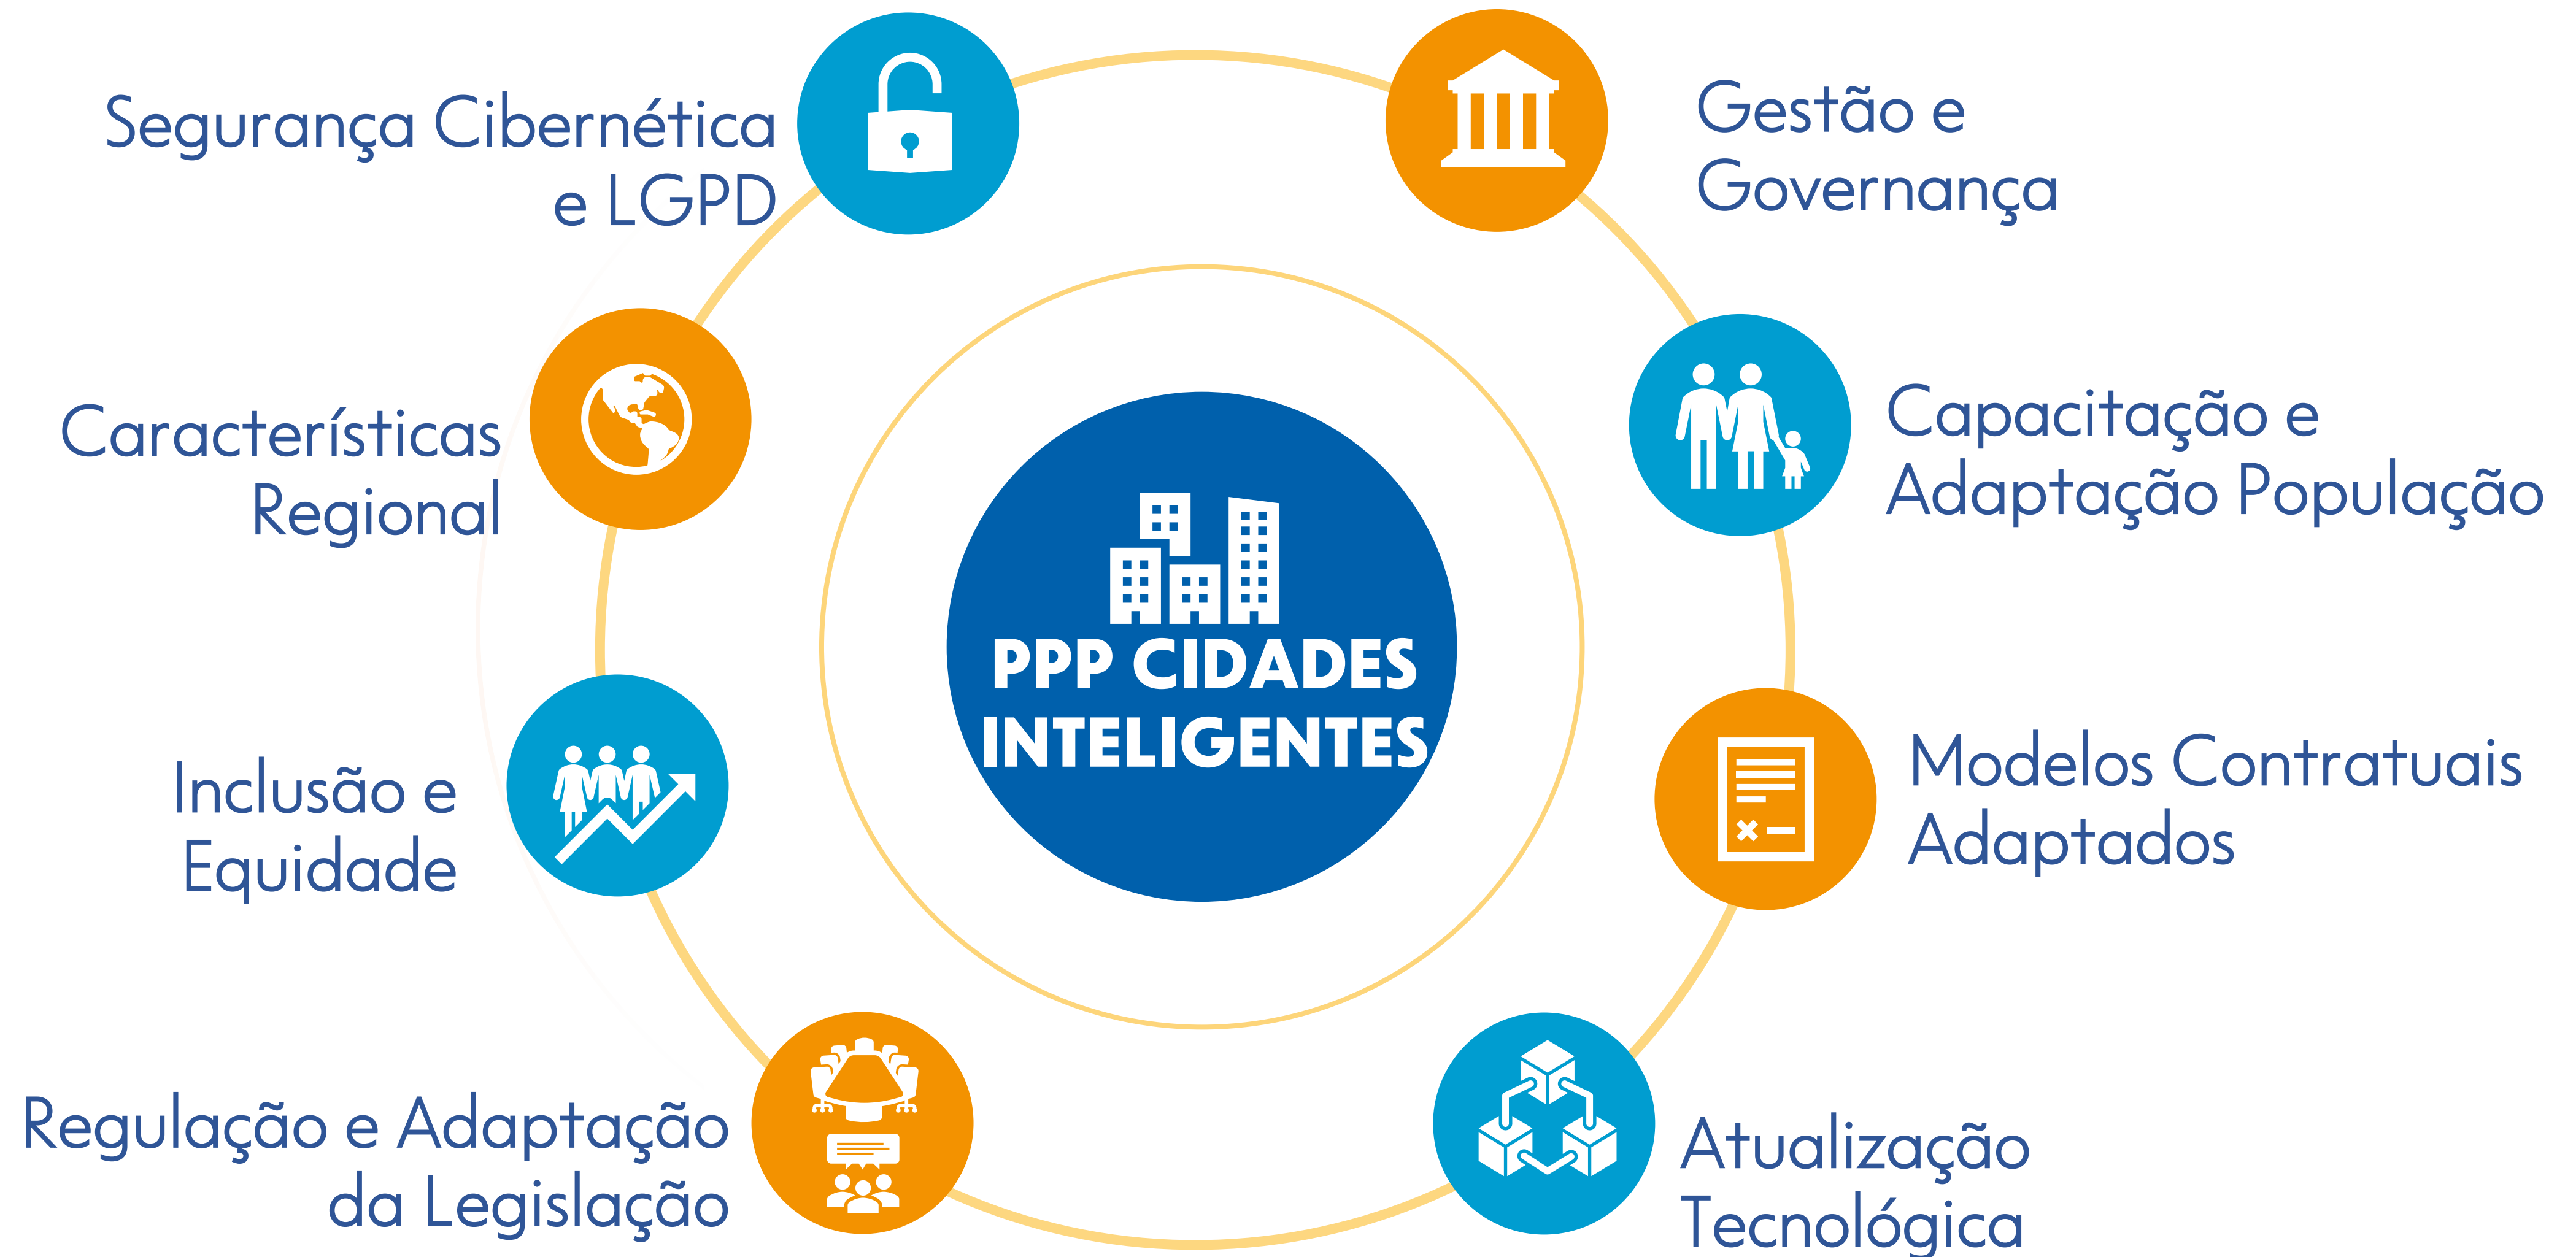 Segurança Cibernética
e LGPD
Gestão e
Governança
Características
Regional
Capacitação e
Adaptação População
PPP CIDADES
INTELIGENTES
Inclusão e
Equidade
Modelos Contratuais
Adaptados
Regulação e Adaptação
da Legislação
Atualização
Tecnológica